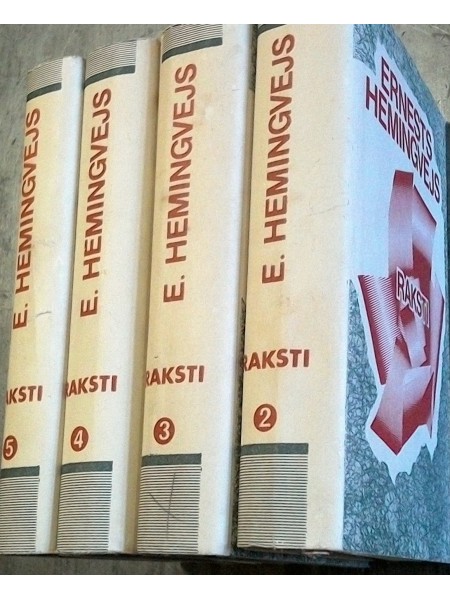 E. HEMINGVEJS
RAKSTI
5
E. HEMINGVEJS
RAKSTI
4
E. HEMINGVEJS
RAKSTI
3
E. HEMINGVEJS
RAKSTI
2
ERNESTS
HEMINGVEJS
RAKSTI